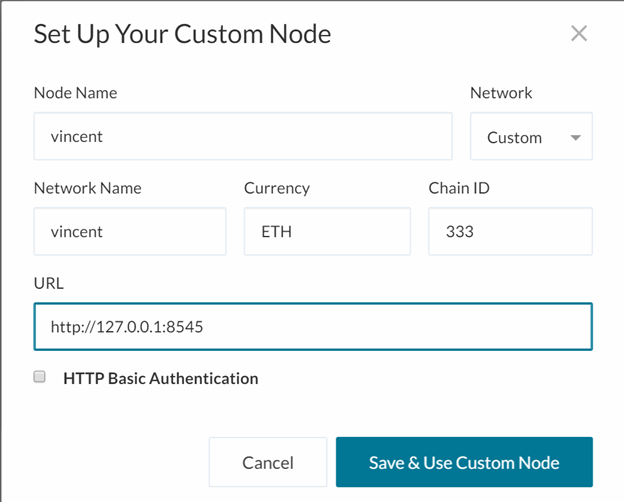 Set Up Your Custom Node
Node Name Network
vincent Custom
Network Name Currency Chain ID
vincent ETH 333
URL
http://127.0.0.1:8545
HTTP Basic Authentication
Cancel Save & Use Custom Node